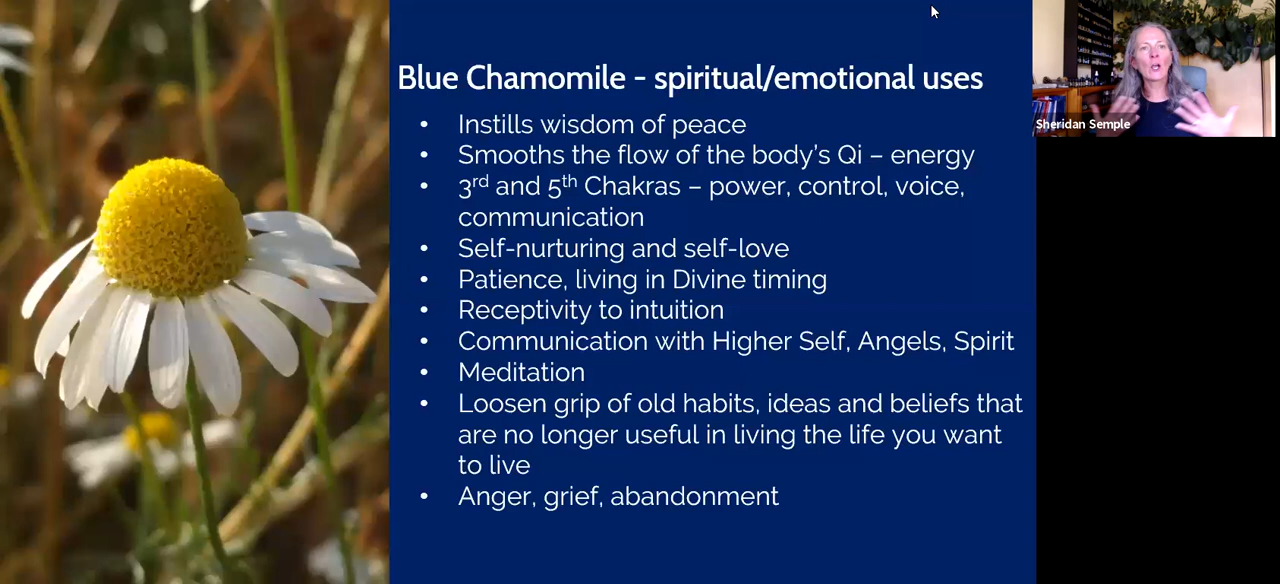 Blue Chamomile - spiritual/emotional uses
• Instills wisdom of peace
• Smooths the flow of the body's Qi – energy
• 3rd and 5th Chakras – power, control, voice,
communication
• Self-nurturing and self-love
• Patience, living in Divine timing
• Receptivity to intuition
• Communication with Higher Self, Angels, Spirit
• Meditation
• Loosen grip of old habits, ideas and beliefs that
are no longer useful in living the life you want
to live
• Anger, grief, abandonment
Sheridan Semple